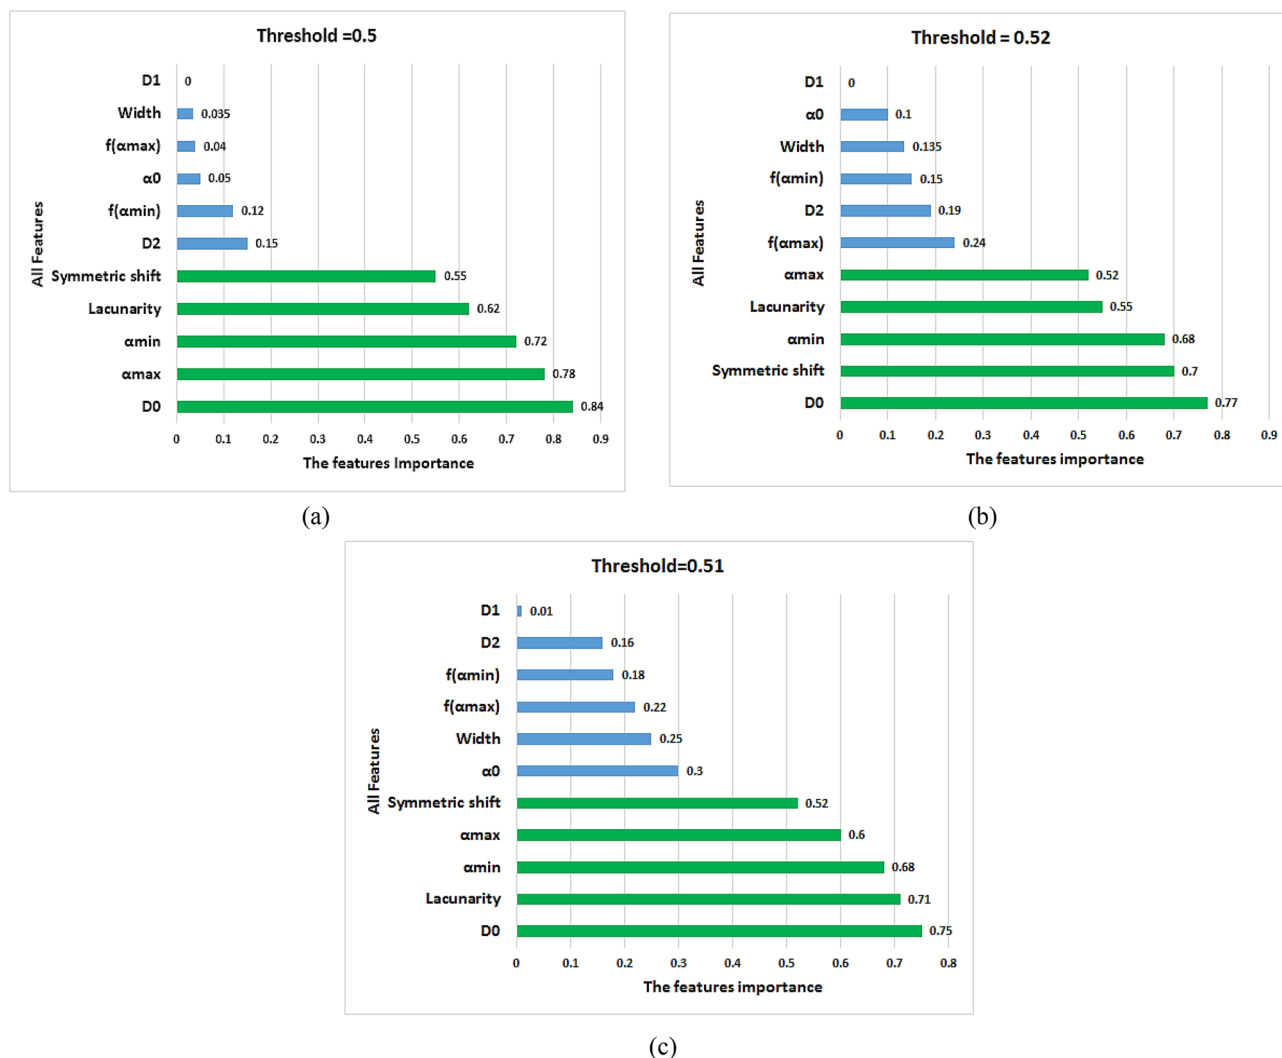 Threshold =0.5
All Features
D1 0
Width 0.035
f(αmax) 0.04
α0 0.05
f(αmin) 0.12
D2 0.15
Symmetric shift 0.55
Lacunarity 0.62
αmin 0.72
αmax 0.78
D0 0.84
0 0.1 0.2 0.3 0.4 0.5 0.6 0.7 0.8 0.9
The features Importance
(a)
Threshold = 0.52
All Features
D1 0
α0 0.1
Width 0.135
f(αmin) 0.15
D2 0.19
f(αmax) 0.24
αmax 0.52
Lacunarity 0.55
αmin 0.68
Symmetric shift 0.7
D0 0.77
0 0.1 0.2 0.3 0.4 0.5 0.6 0.7 0.8 0.9
The features importance
(b)
Threshold=0.51
All Features
D1 0.01
D2 0.16
f(αmin) 0.18
f(αmax) 0.22
Width 0.25
α0 0.3
Symmetric shift 0.52
αmax 0.6
αmin 0.68
Lacunarity 0.71
D0 0.75
0 0.1 0.2 0.3 0.4 0.5 0.6 0.7 0.8
The features importance
(c)